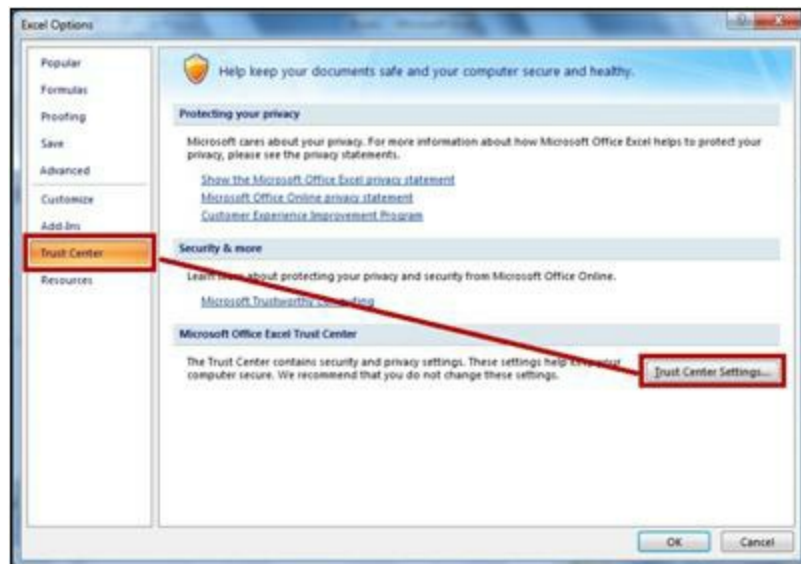 Excel Options
Popular
Formulas
Proofing
Save
Advanced
Customize
Add-Ins
Trust Center
Resources
Help keep your documents safe and your computer secure and healthy.
Protecting your privacy
Microsoft cares about your privacy. For more information about how Microsoft Office Excel helps to protect your
privacy, please see the privacy statements.
Show the Microsoft Office Excel privacy statement
Microsoft Office Online privacy statement
Customer Experience Improvement Program
Security & more
Learn more about protecting your privacy and security from Microsoft Office Online.
Microsoft Trustworthy Computing
Microsoft Office Excel Trust Center
The Trust Center contains security and privacy settings. These settings help keep your
computer secure. We recommend that you do not change these settings.
Trust Center Settings...
OK
Cancel